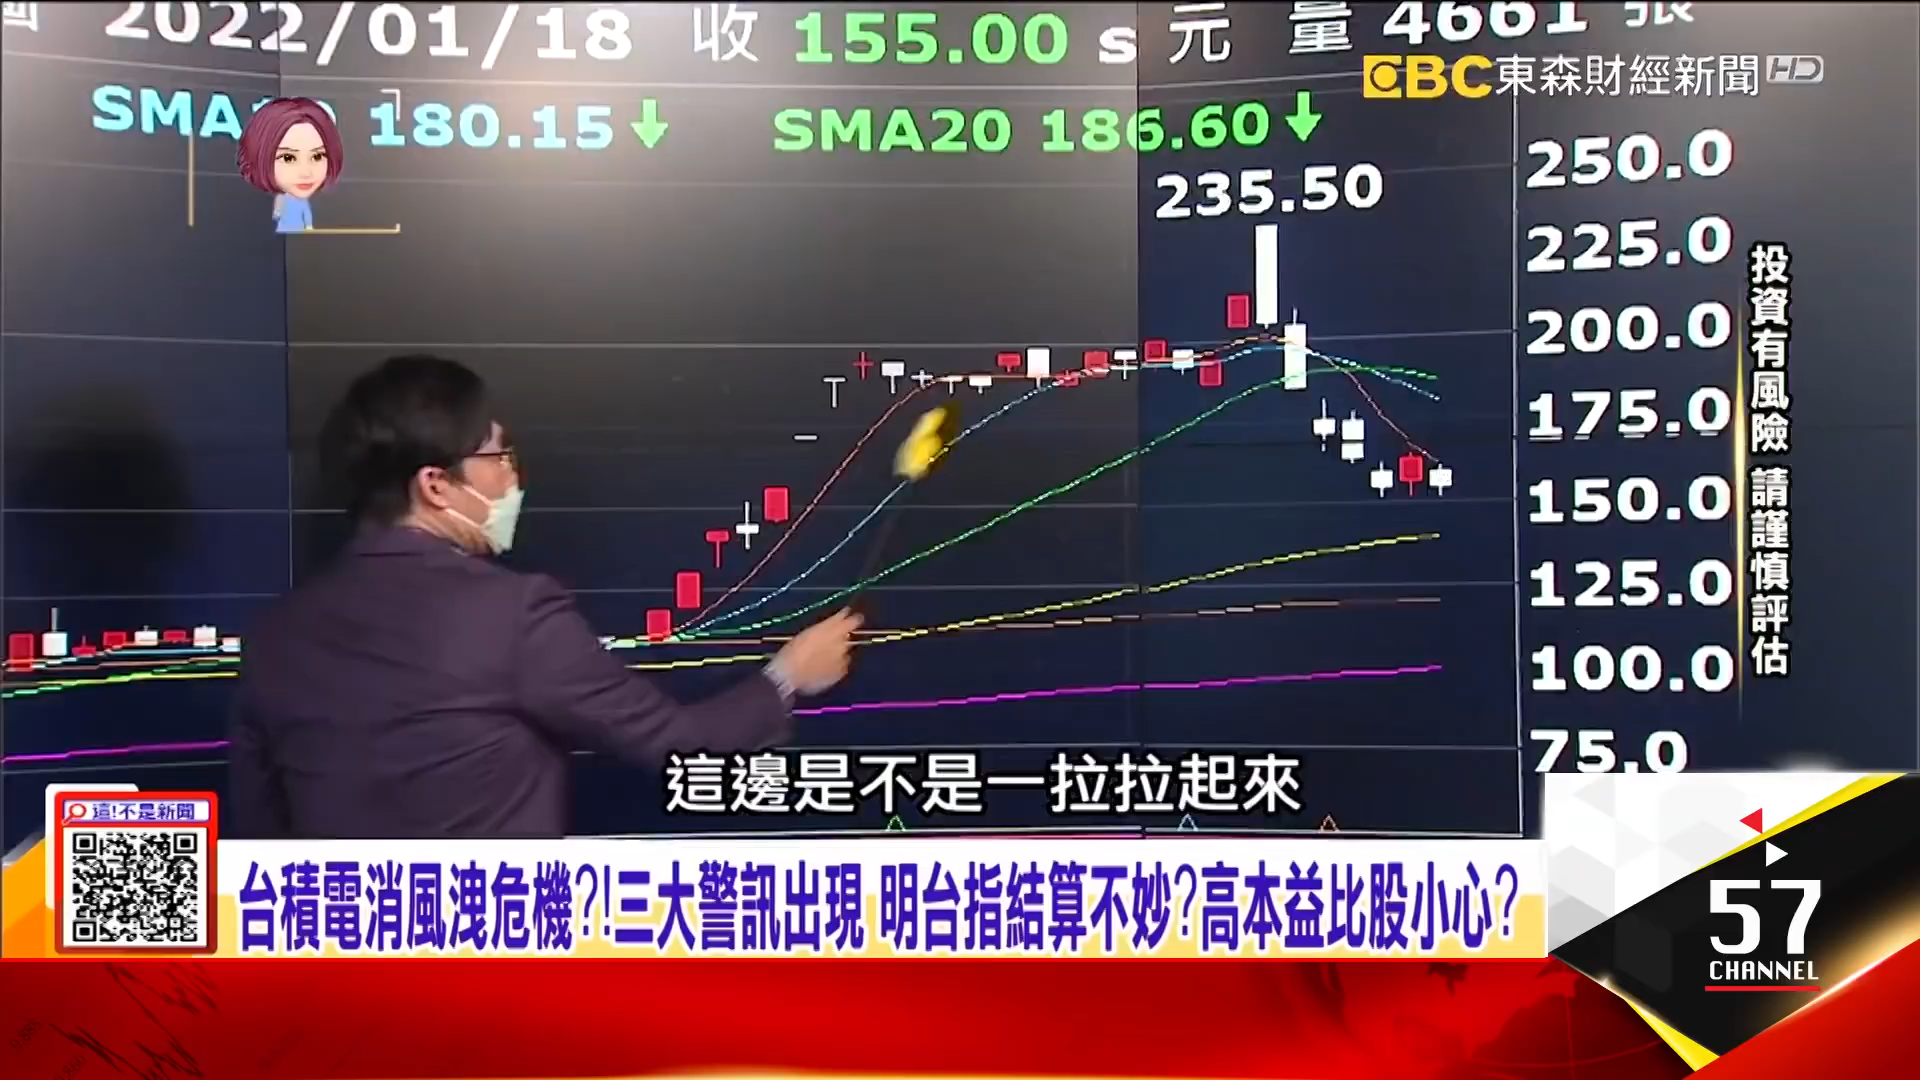 2022/01/18 收 155.00 s 元 量 4661 張
EBC 東森財經新聞 HD
SMA10 180.15↓ SMA20 186.60↓
235.50
250.0
225.0
200.0
175.0
150.0
125.0
100.0
75.0
投資有風險 請謹慎評估
這邊是不是一拉拉起來
這!不是新聞
台積電消風洩危機?!三大警訊出現 明台指結算不妙?高本益比股小心?
57
CHANNEL